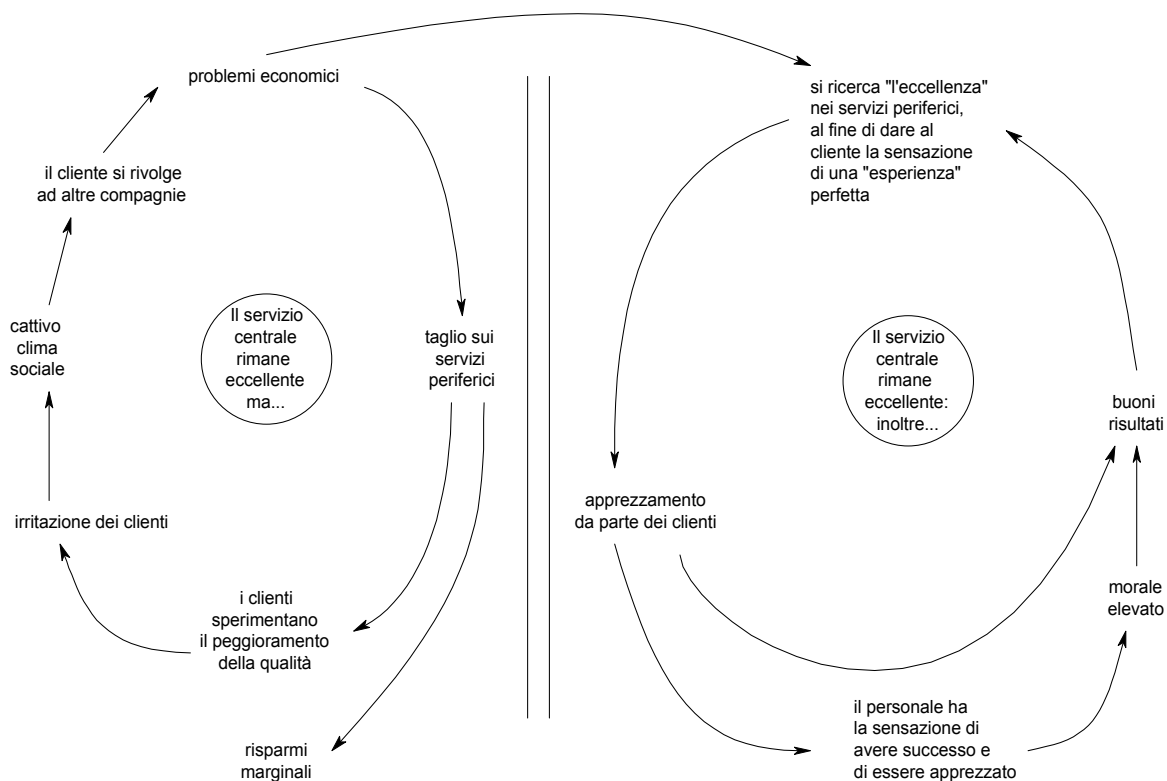 problemi economici
il cliente si rivolge
ad altre compagnie
cattivo
clima
sociale
Il servizio
centrale
rimane
eccellente
ma...
taglio sui
servizi
periferici
irritazione dei clienti
i clienti
sperimentano
il peggioramento
della qualità
risparmi
marginali
si ricerca "l'eccellenza"
nei servizi periferici,
al fine di dare al
cliente la sensazione
di una "esperienza"
perfetta
Il servizio
centrale
rimane
eccellente:
inoltre...
buoni
risultati
apprezzamento
da parte dei clienti
morale
elevato
il personale ha
la sensazione di
avere successo e
di essere apprezzato